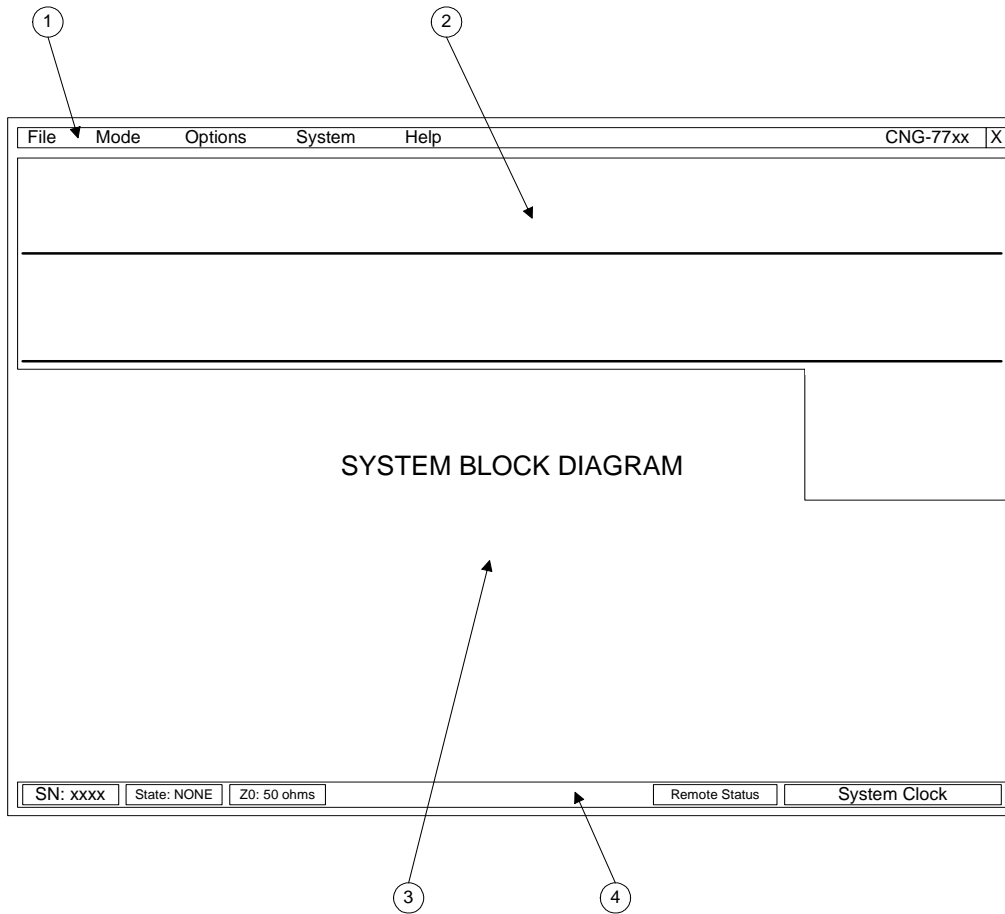 1 2
File Mode Options System Help CNG-77xx X
SYSTEM BLOCK DIAGRAM
SN: xxxx State: NONE Z0: 50 ohms Remote Status System Clock
3 4